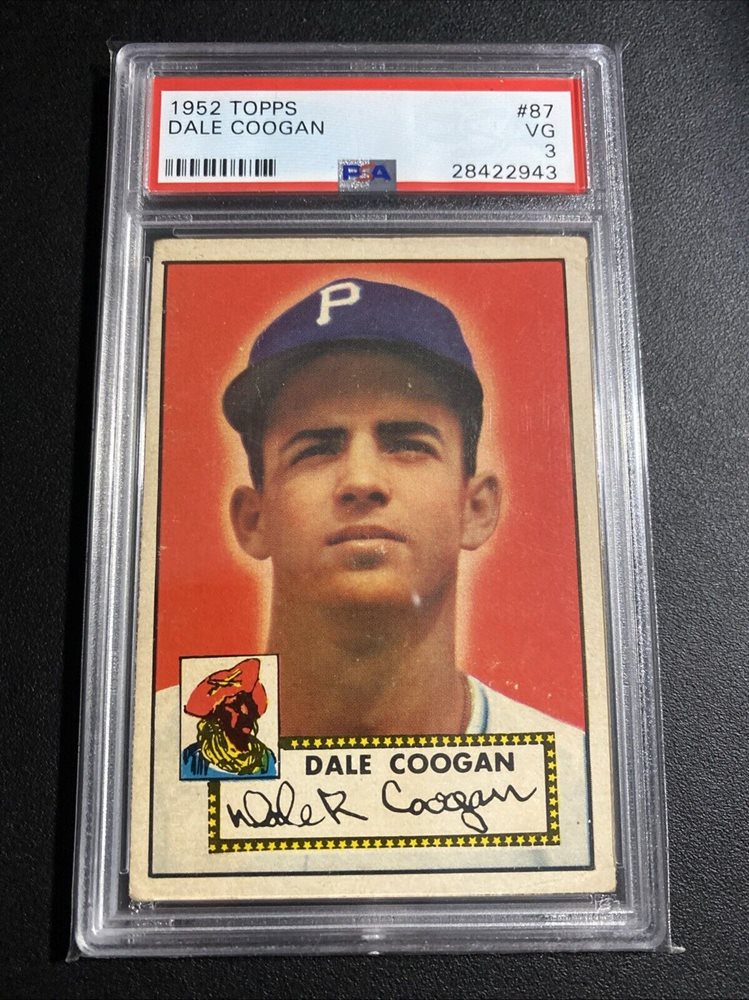 1952 TOPPS #87
DALE COOGAN VG
3
PSA 28422943
P
DALE COOGAN
Dale R Coogan